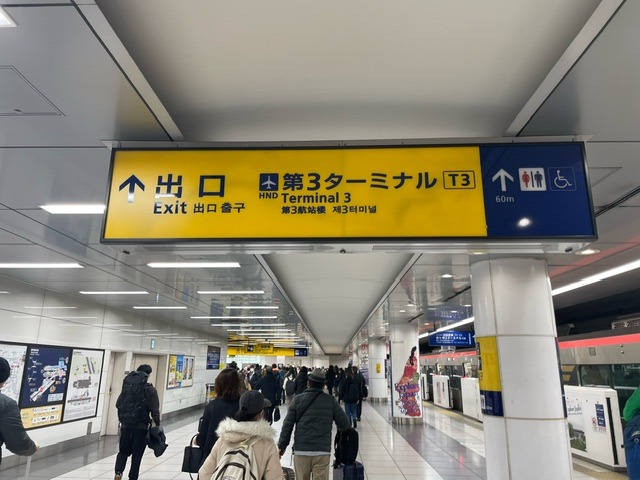 出口
Exit 出口 출구
HND
第3ターミナル T3
Terminal 3
第3航站楼 제3터미널
60m